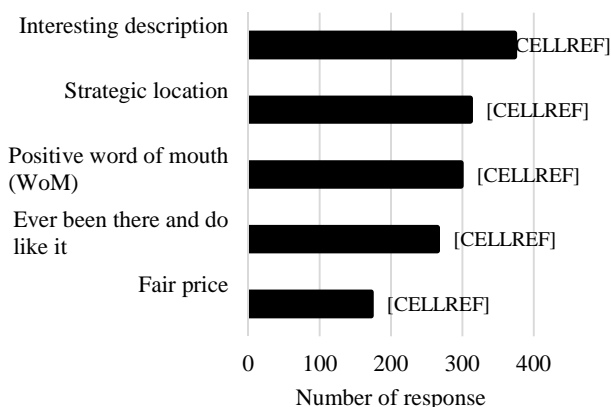 Interesting description
CELLREF]
Strategic location
[CELLREF]
Positive word of mouth
(WoM)
[CELLREF]
Ever been there and do
like it
[CELLREF]
Fair price
[CELLREF]
0 100 200 300 400
Number of response